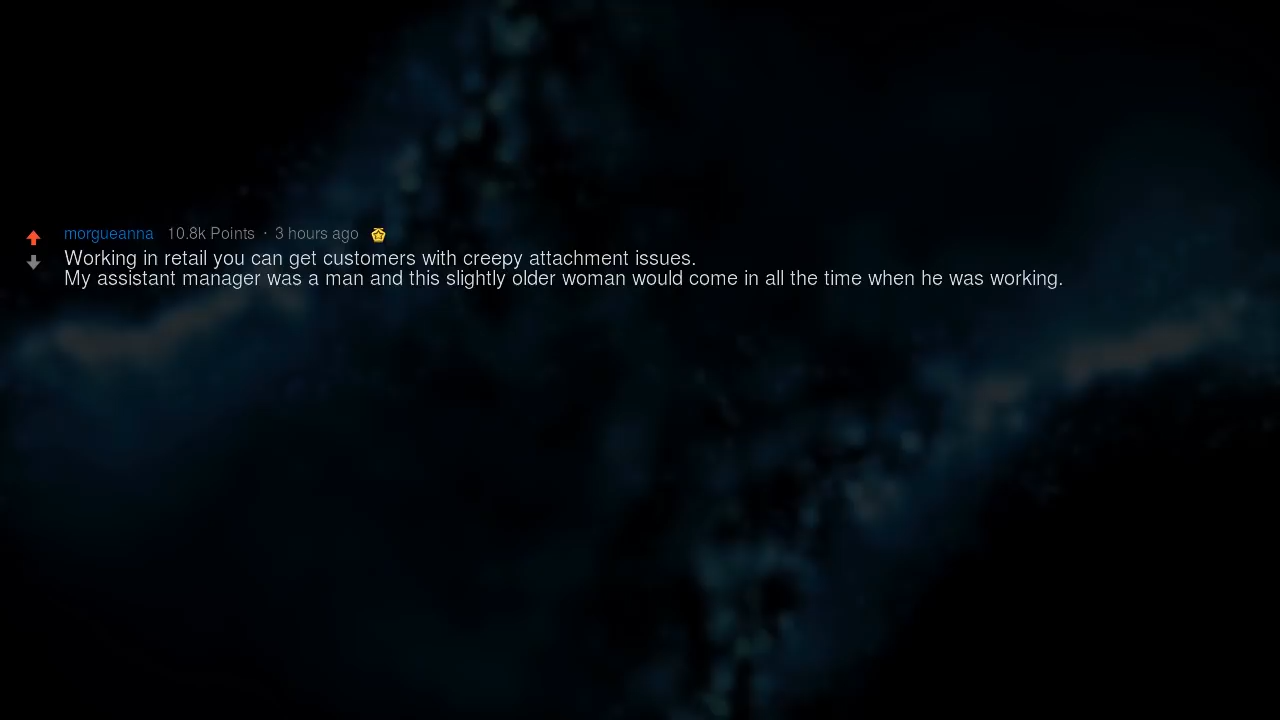 morgueanna 10.8k Points · 3 hours ago
Working in retail you can get customers with creepy attachment issues.
My assistant manager was a man and this slightly older woman would come in all the time when he was working.